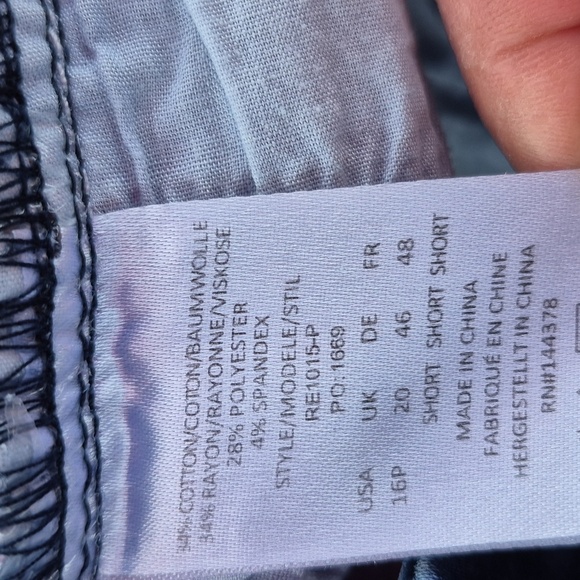 34% COTTON/COTON/BAUMWOLLE
34% RAYON/RAYONNE/VISKOSE
28% POLYESTER
4% SPANDEX
STYLE/MODELE/STIL
RE1015-P
PO:1669
USA UK DE FR
16P 20 46 48
SHORT SHORT SHORT
MADE IN CHINA
FABRIQUÉ EN CHINE
HERGESTELLT IN CHINA
RN#144378